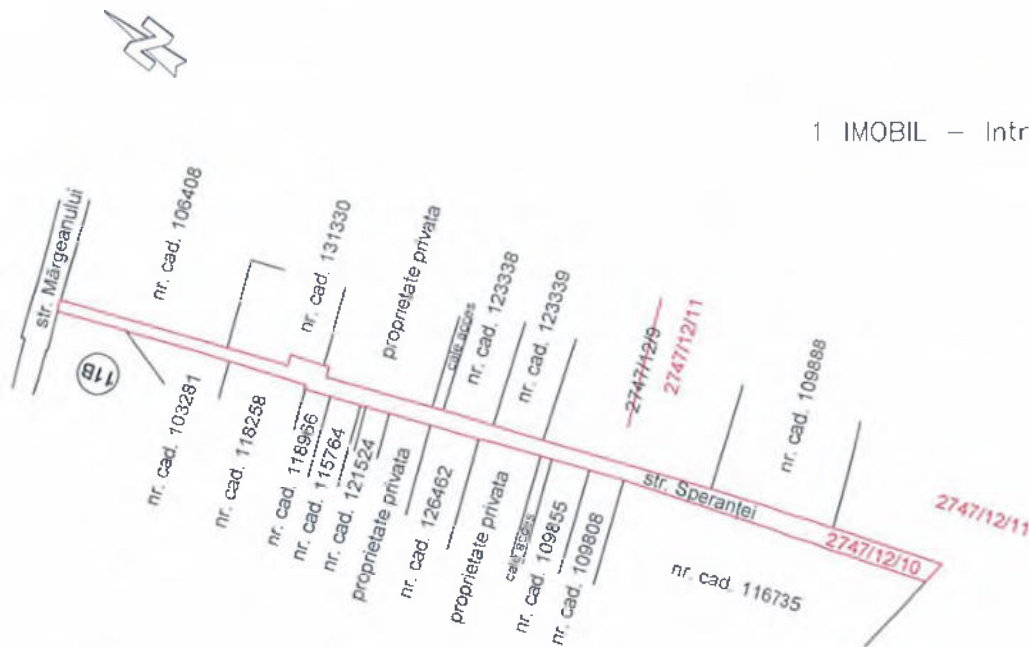 1 IMOBIL – Intr
str. Mărgeanului
nr. cad. 106408
nr. cad. 131330
proprietate privata
cale acces
nr. cad. 123338
nr. cad. 123339
2747/12/9
2747/12/11
nr. cad. 109888
11B
nr. cad. 103281
nr. cad. 118258
nr. cad. 118966
nr. cad. 115764
nr. cad. 121524
proprietate privata
nr. cad. 126462
proprietate privata
cale acces
nr. cad. 109855
nr. cad. 109808
str. Sperantei
nr. cad. 116735
2747/12/10
2747/12/11